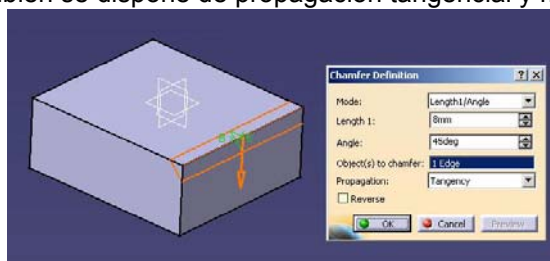 se dispone de propagación tangencial y
Chamfer Definition
Mode: Length1/Angle
Length 1: 8mm
Angle: 45deg
Object(s) to chamfer: 1 Edge
Propagation: Tangency
Reverse
OK Cancel Preview